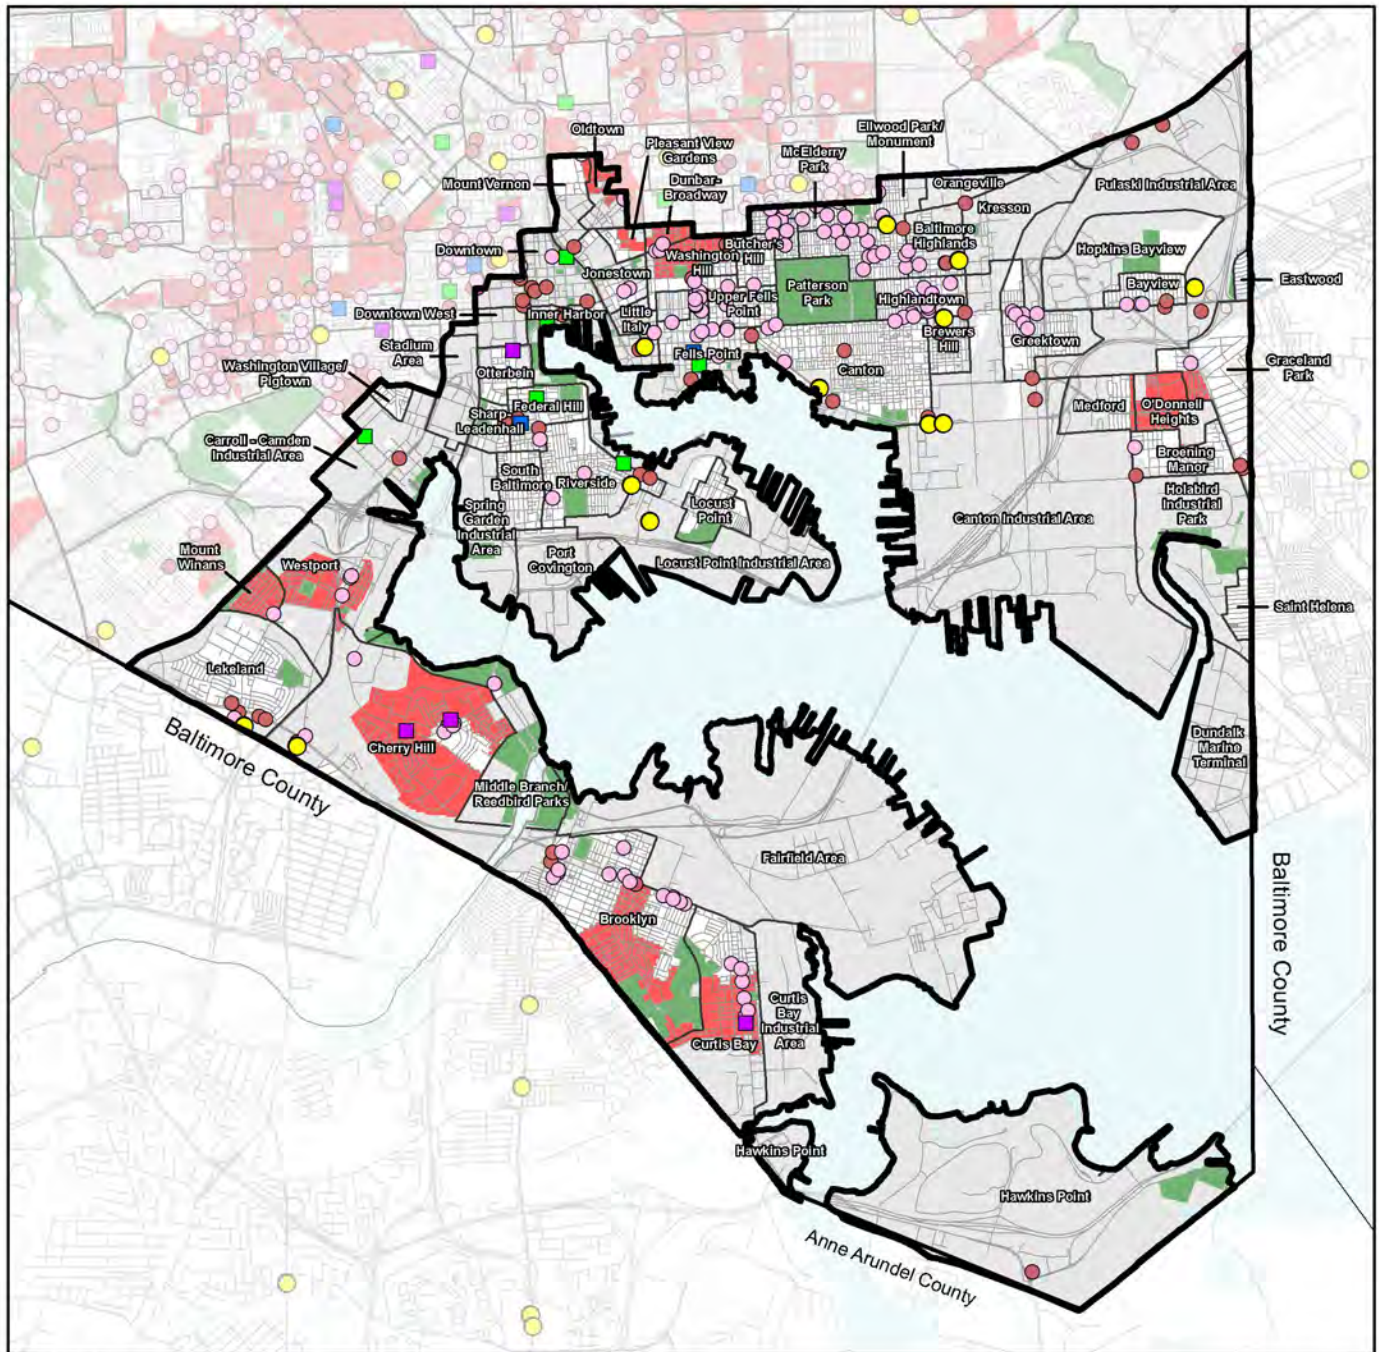 Oldtown
Pleasant View
Gardens
Ellwood Park/
Monument
McElderry
Park
Mount Vernon
Dunbar-
Broadway
Orangeville
Pulaski Industrial Area
Kresson
Downtown
Butcher's
Hill
Washington
Hill
Baltimore
Highlands
Hopkins Bayview
Jonestown
Patterson
Park
Bayview
Eastwood
Downtown West
Inner Harbor
Little
Italy
Upper Fells
Point
Highlandtown
Brewers
Hill
Greektown
Stadium
Area
Fells Point
Canton
Graceland
Park
Washington Village/
Pigtown
Otterbein
Federal Hill
Sharp-
Leadenhall
Medford
O'Donnell
Heights
Carroll - Camden
Industrial Area
South
Baltimore
Riverside
Broening
Manor
Holabird
Industrial
Park
Spring
Garden
Industrial
Area
Locust
Point
Canton Industrial Area
Mount
Winans
Westport
Port
Covington
Locust Point Industrial Area
Saint Helena
Lakeland
Baltimore County
Cherry Hill
Dundalk
Marine
Terminal
Middle Branch/
Reedbird Parks
Fairfield Area
Baltimore County
Brooklyn
Curtis
Bay
Industrial
Area
Curtis Bay
Hawkins Point
Hawkins Point
Anne Arundel County